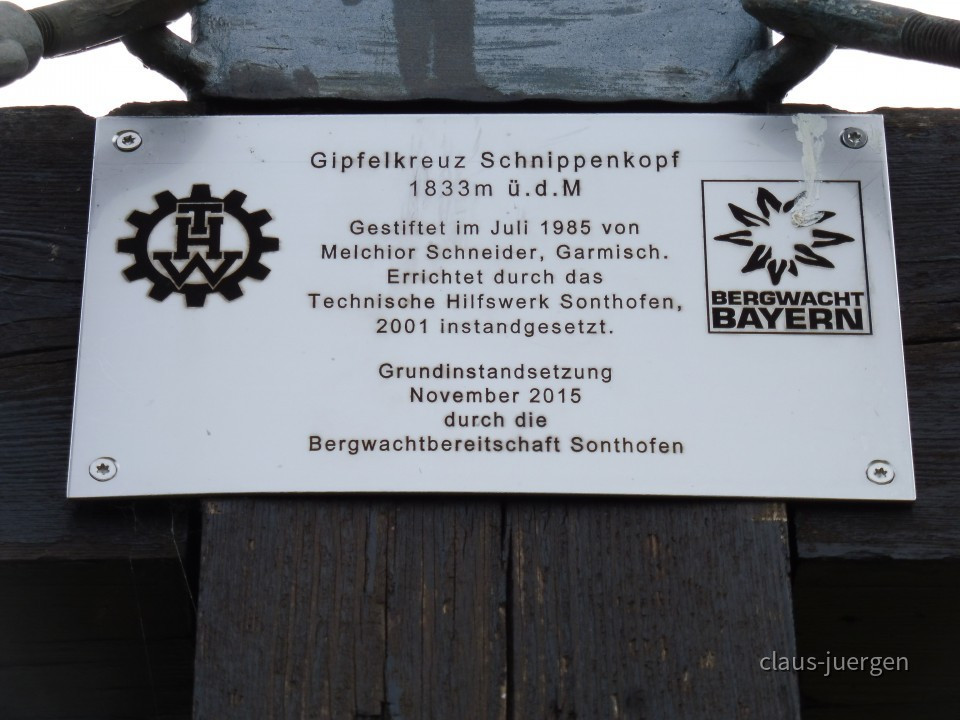 Gipfelkreuz Schnippenkopf
1833m ü.d.M
Gestiftet im Juli 1985 von
Melchior Schneider, Garmisch.
Errichtet durch das
Technische Hilfswerk Sonthofen,
2001 instandgesetzt.
Grundinstandsetzung
November 2015
durch die
Bergwachtbereitschaft Sonthofen
THW
BERGWACHT
BAYERN
claus-juergen